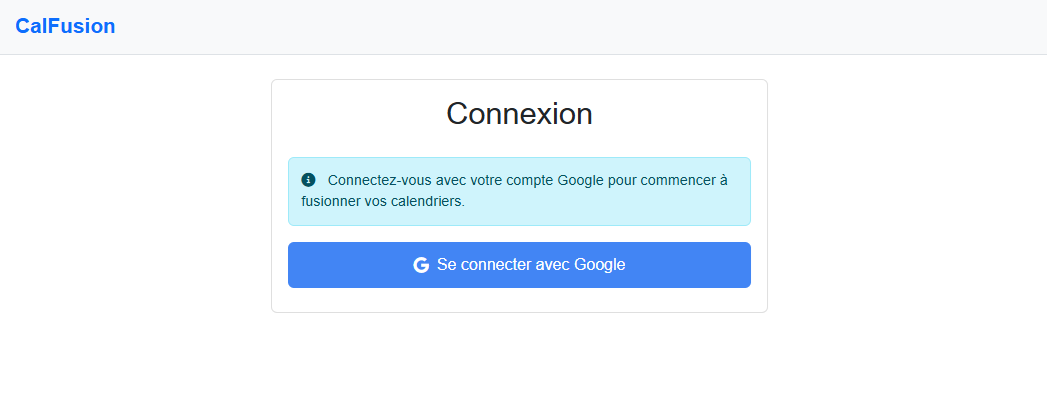 CalFusion
Connexion
Connectez-vous avec votre compte Google pour commencer à
fusionner vos calendriers.
Se connecter avec Google